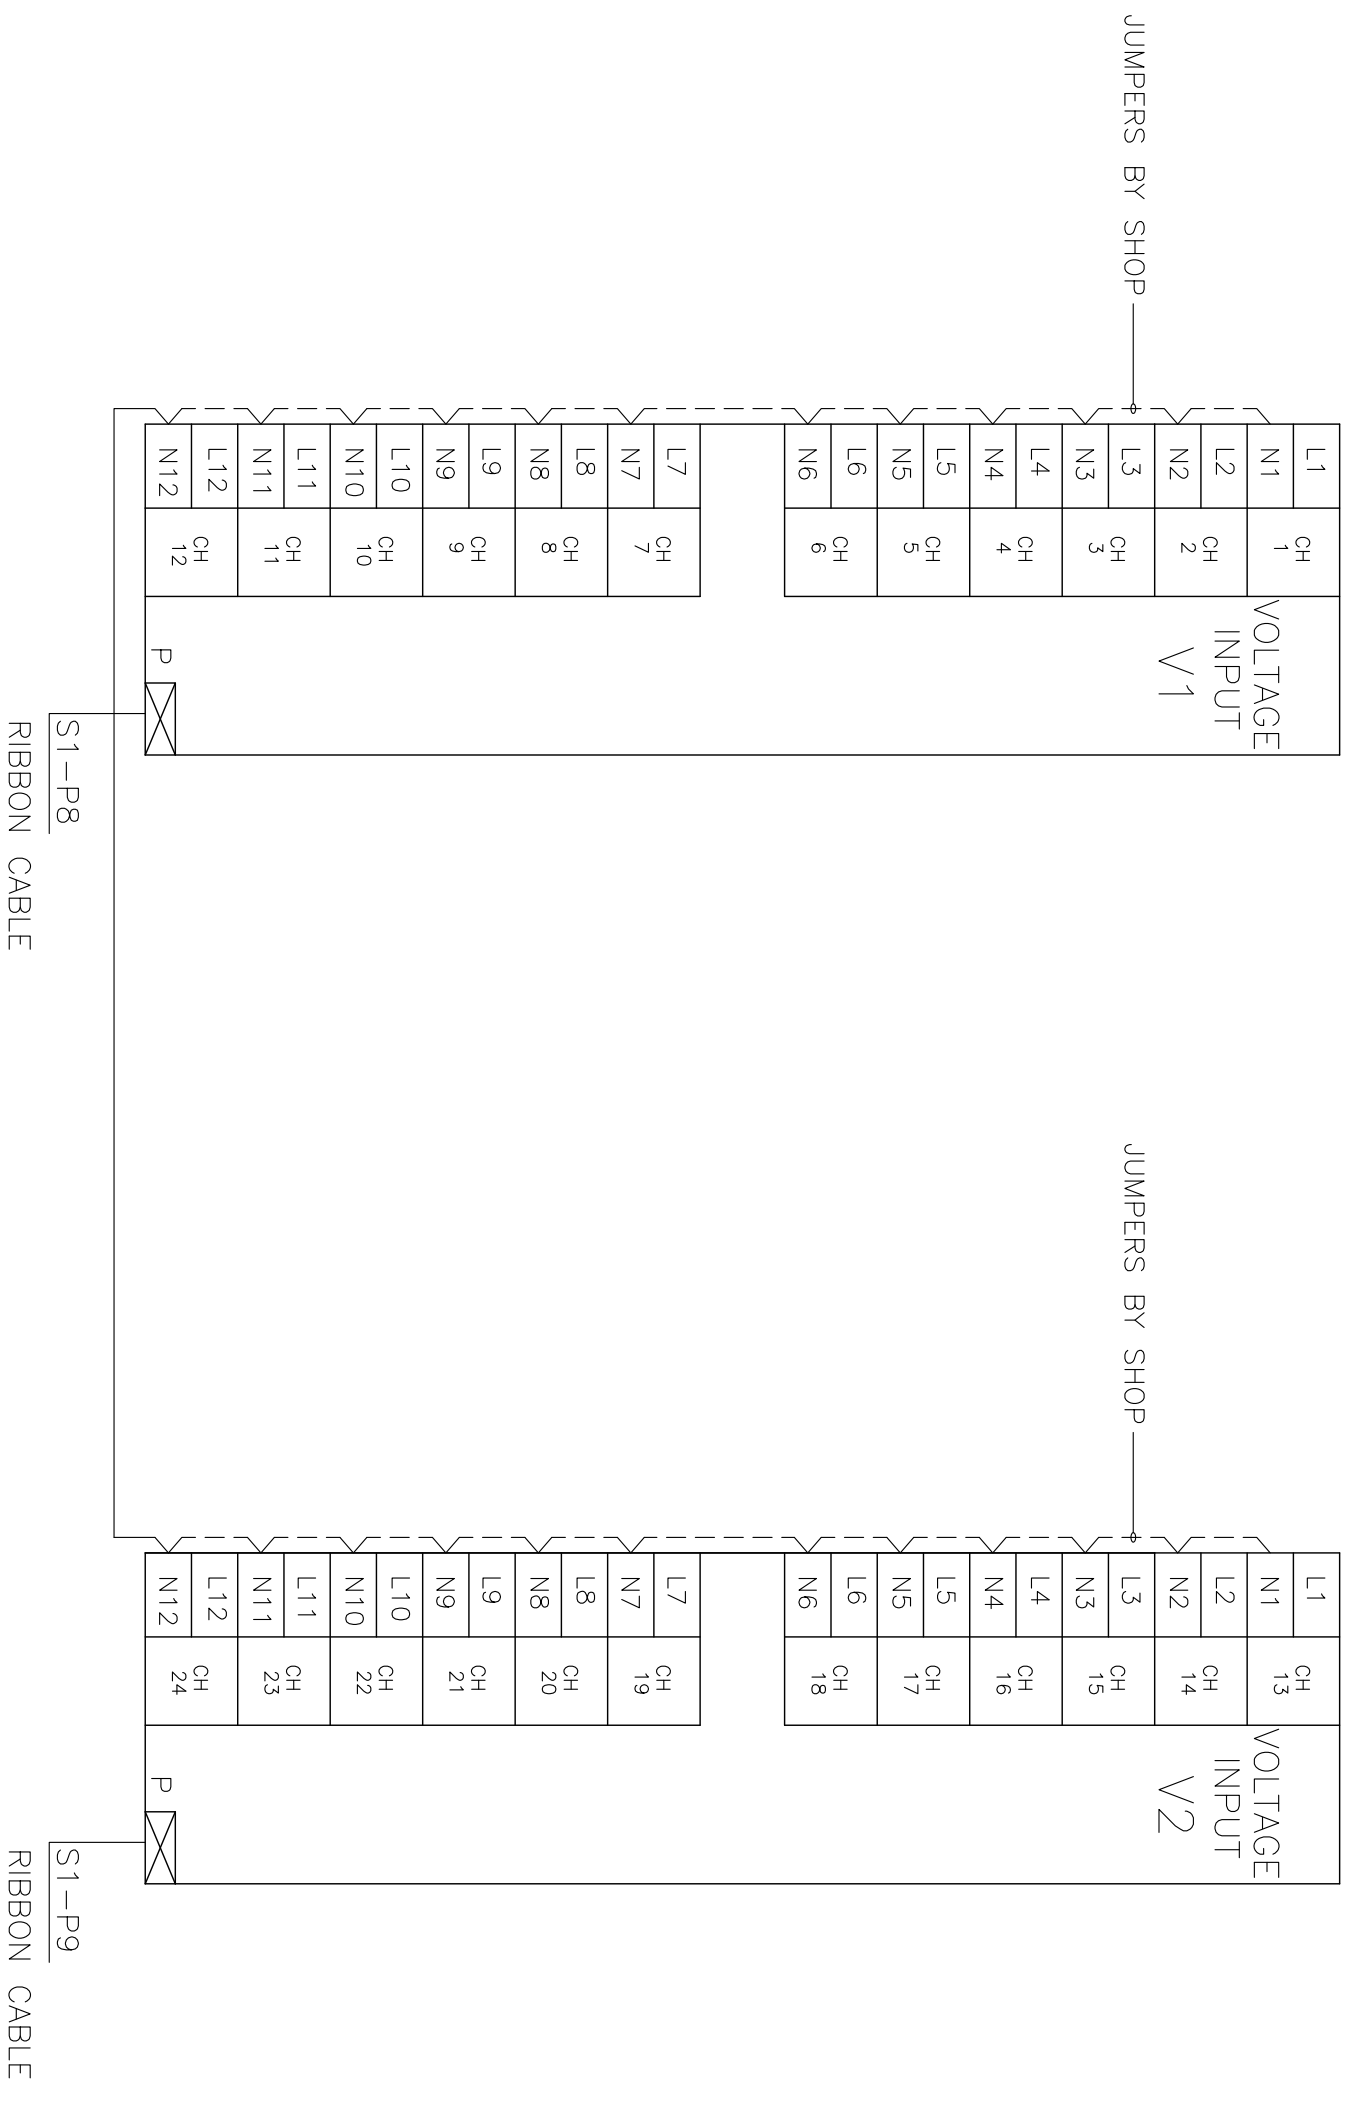 JUMPERS BY SHOP
L1
N1
L2
N2
L3
N3
L4
N4
L5
N5
L6
N6
L7
N7
L8
N8
L9
N9
L10
N10
L11
N11
L12
N12
CH
1
CH
2
CH
3
CH
4
CH
5
CH
6
CH
7
CH
8
CH
9
CH
10
CH
11
CH
12
VOLTAGE
INPUT
V1
P
S1-P8
RIBBON CABLE
JUMPERS BY SHOP
L1
N1
L2
N2
L3
N3
L4
N4
L5
N5
L6
N6
L7
N7
L8
N8
L9
N9
L10
N10
L11
N11
L12
N12
CH
13
CH
14
CH
15
CH
16
CH
17
CH
18
CH
19
CH
20
CH
21
CH
22
CH
23
CH
24
VOLTAGE
INPUT
V2
P
S1-P9
RIBBON CABLE